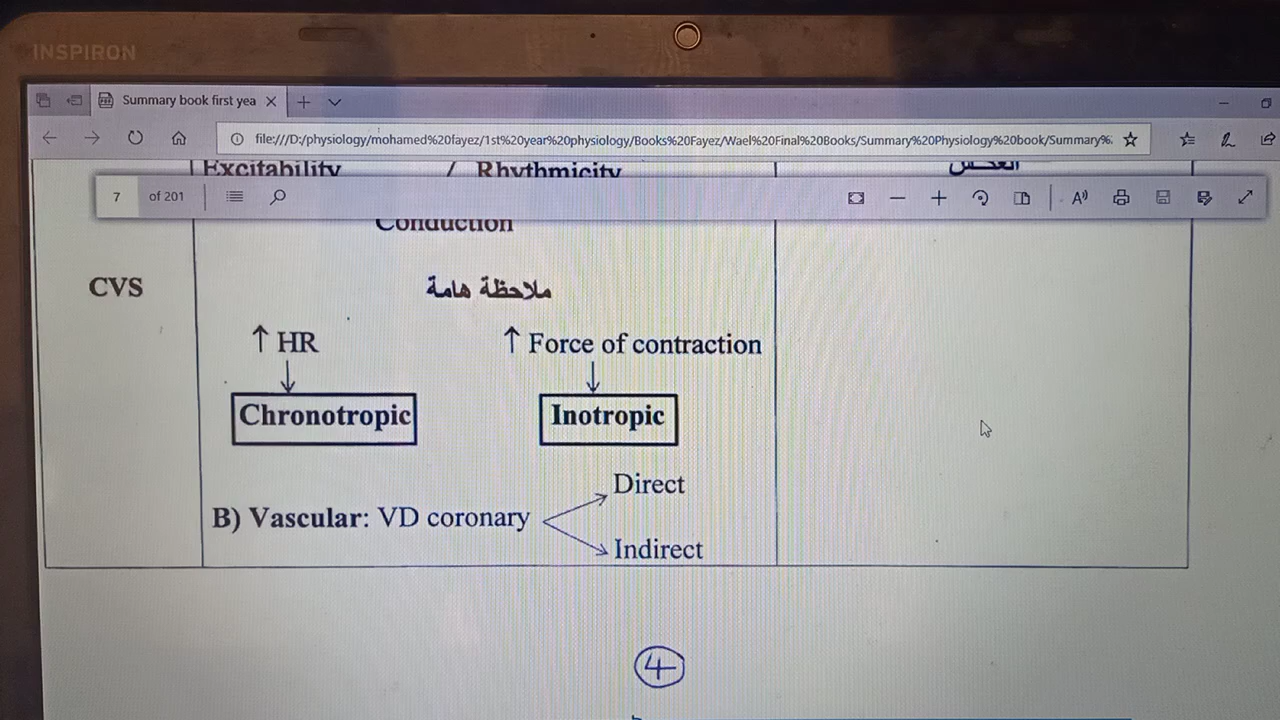 INSPIRON
Summary book first yea
file:///D:/physiology/mohamed%20fayez/1st%20year%20physiology/Books%20Fayez/Wael%20Final%20Books/Summary%20Physiology%20book/Summary%
Excitability / Rhythmicity العكس
7 of 201
Conduction
CVS
ملاحظة هامة
↑ HR ↑ Force of contraction
Chronotropic Inotropic
Direct
B) Vascular: VD coronary
Indirect
4